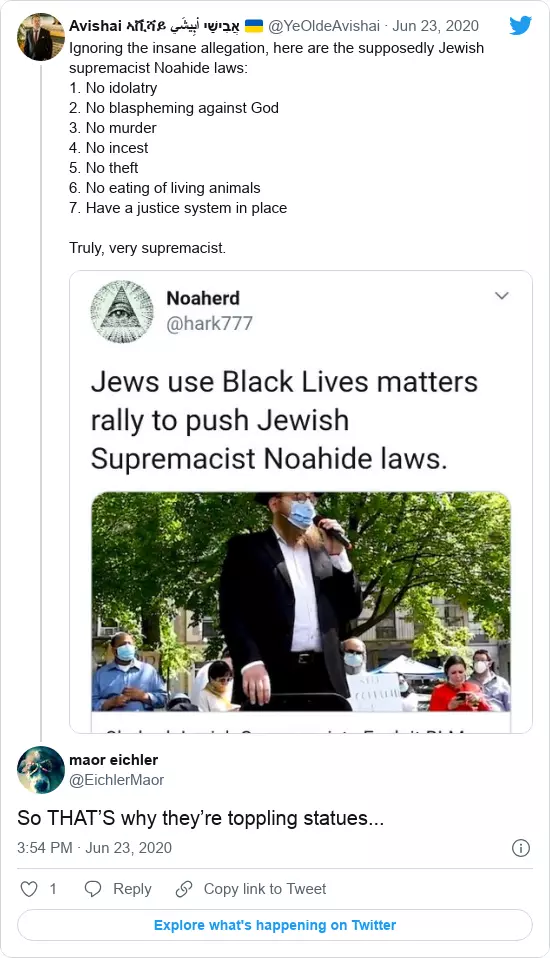 Avishai አቪሻይ أَبِيشَي אֲבִישַׁי @YeOldeAvishai · Jun 23, 2020
Ignoring the insane allegation, here are the supposedly Jewish
supremacist Noahide laws:
1. No idolatry
2. No blaspheming against God
3. No murder
4. No incest
5. No theft
6. No eating of living animals
7. Have a justice system in place
Truly, very supremacist.
Noaherd
@hark777
Jews use Black Lives matters
rally to push Jewish
Supremacist Noahide laws.
maor eichler
@EichlerMaor
So THAT’S why they’re toppling statues...
3:54 PM · Jun 23, 2020
1 Reply Copy link to Tweet
Explore what's happening on Twitter